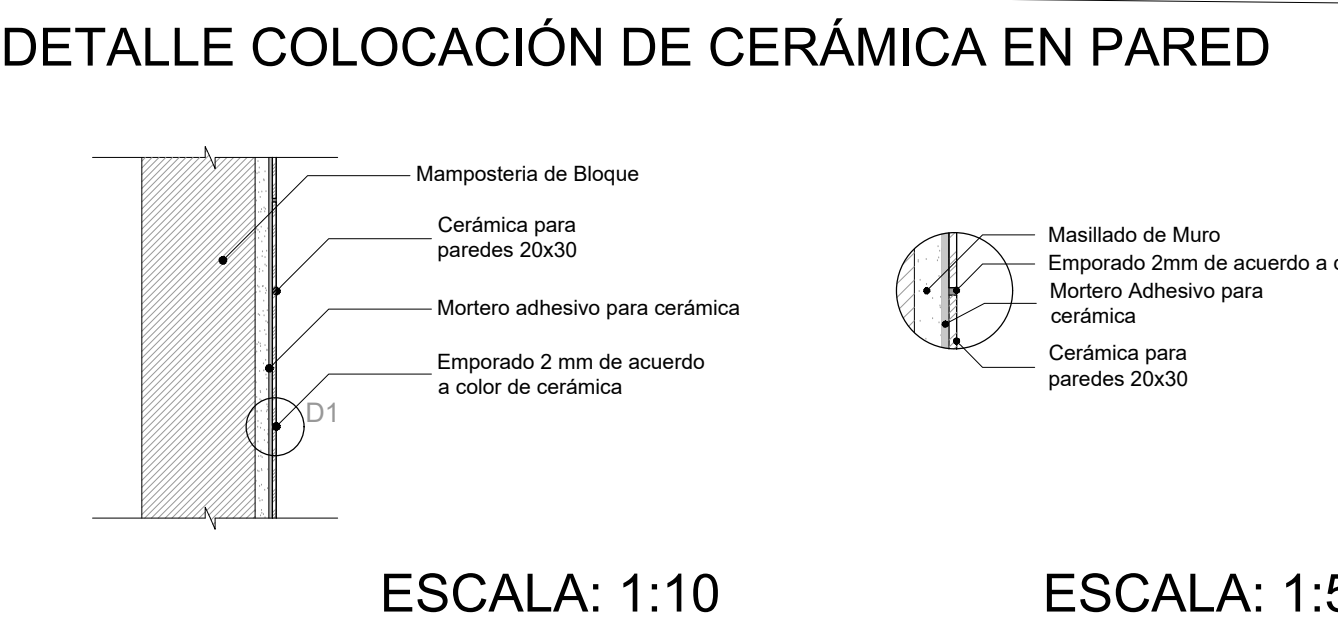 DETALLE COLOCACIÓN DE CERÁMICA EN PARED
Mamposteria de Bloque
Cerámica para
paredes 20x30
Mortero adhesivo para cerámica
Emporado 2 mm de acuerdo
a color de cerámica
D1
ESCALA: 1:10
Masillado de Muro
Emporado 2mm de acuerdo a
Mortero Adhesivo para
cerámica
Cerámica para
paredes 20x30
ESCALA: 1:5